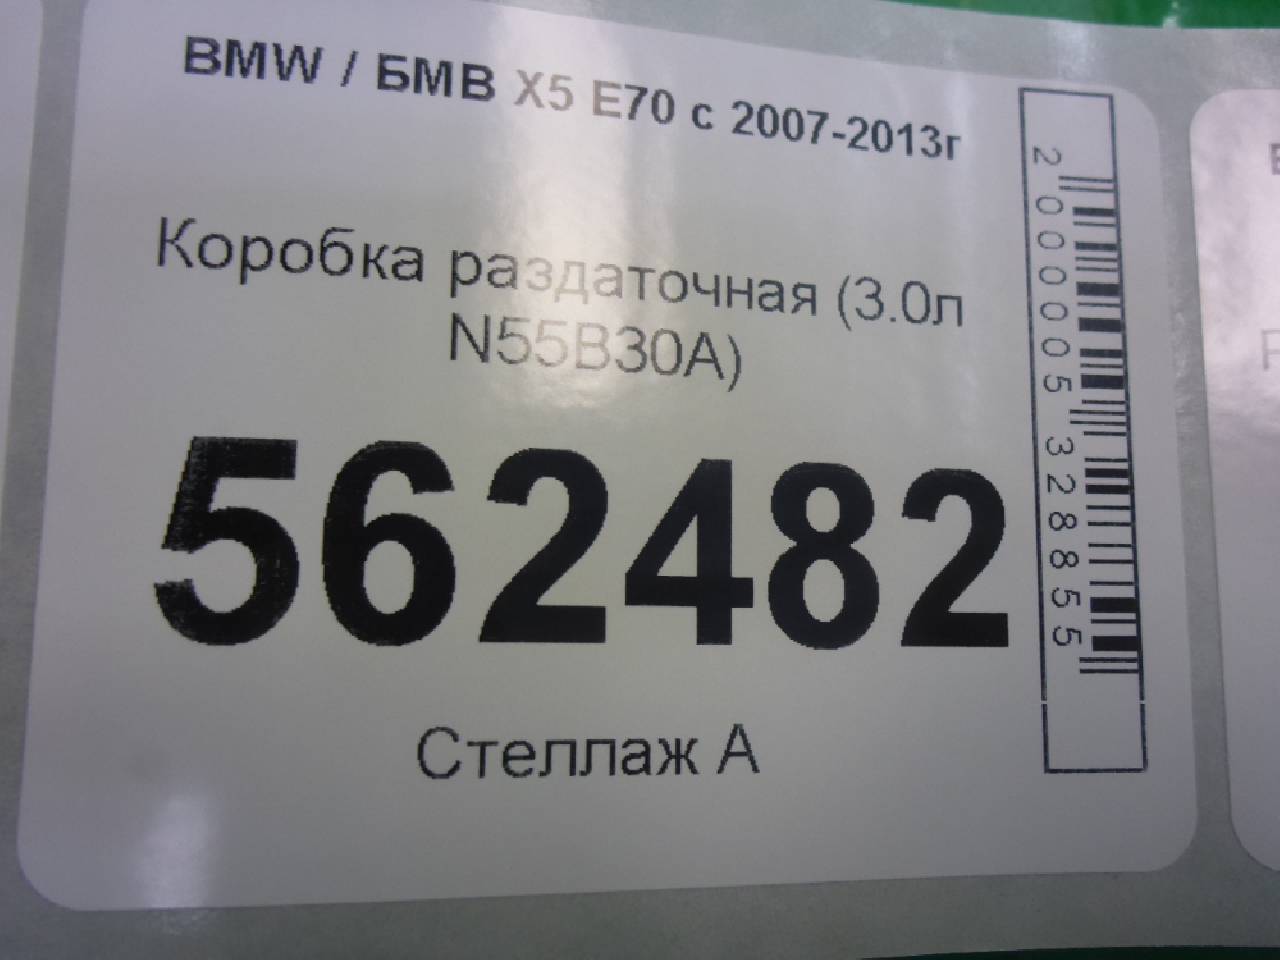 BMW / БМВ X5 E70 с 2007-2013г
Коробка раздаточная (3.0л
N55B30A)
562482
Стеллаж А
2000005328855